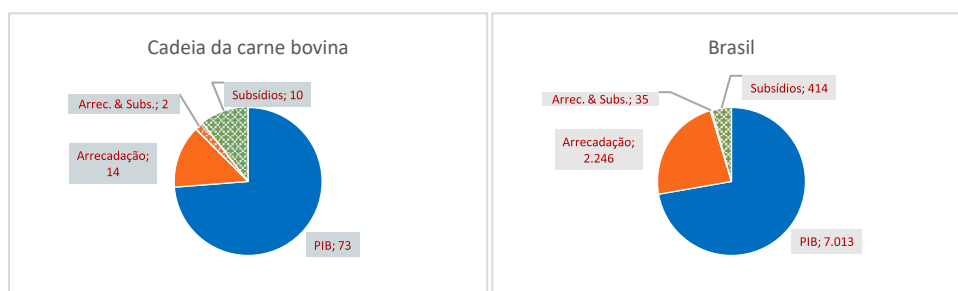 Cadeia da carne bovina
Subsídios; 10
Arrec. & Subs.; 2
Arrecadação;
14
PIB; 73
Brasil
Subsídios; 414
Arrec. & Subs.; 35
Arrecadação;
2.246
PIB; 7.013